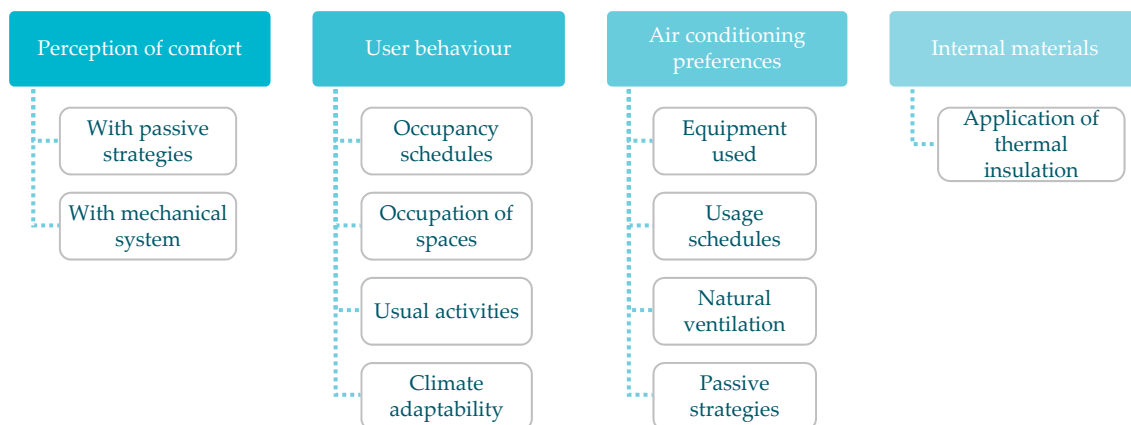 Perception of comfort
With passive
strategies
With mechanical
system
User behaviour
Occupancy
schedules
Occupation of
spaces
Usual activities
Climate
adaptability
Air conditioning
preferences
Equipment
used
Usage
schedules
Natural
ventilation
Passive
strategies
Internal materials
Application of
thermal
insulation